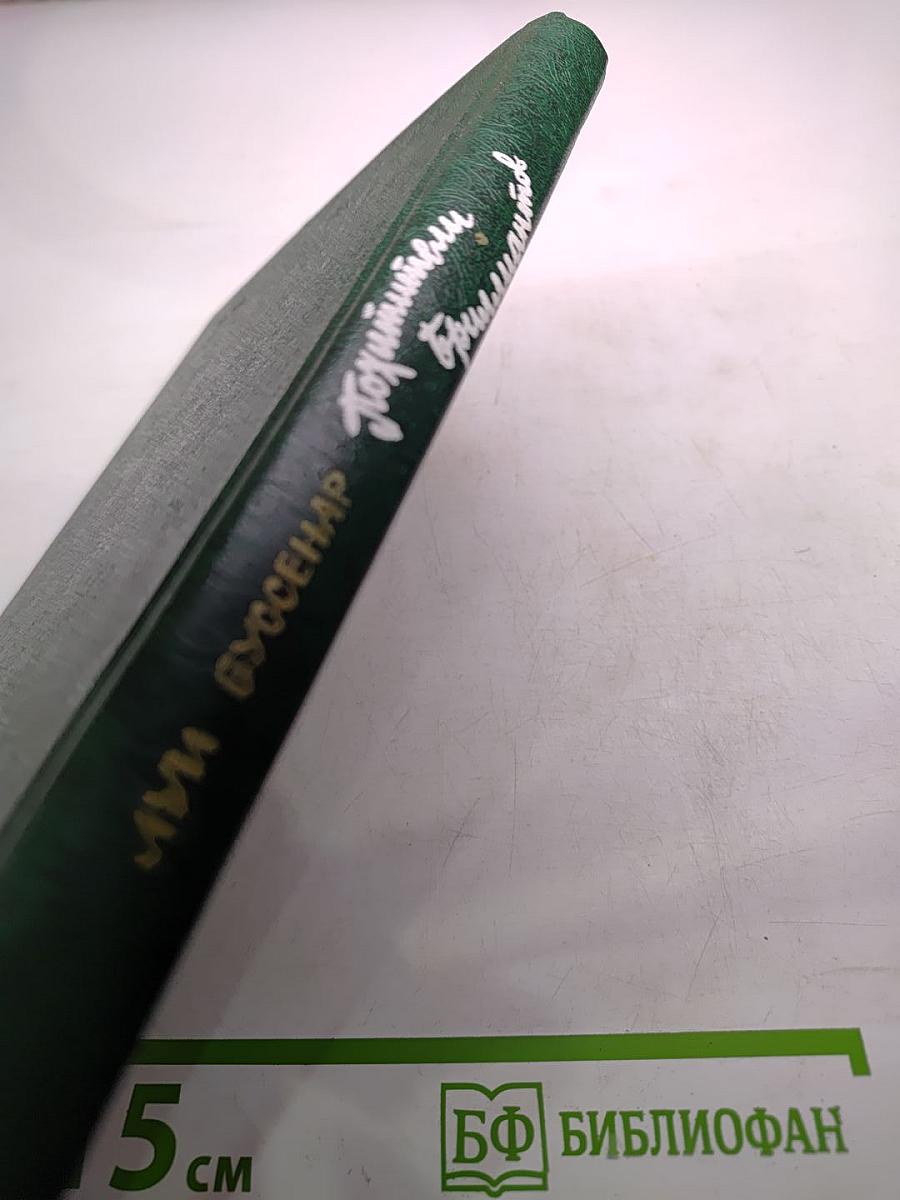 ЛУИ БУССЕНАР
Похитители
бриллиантов
5 см
БФ БИБЛИОФАН